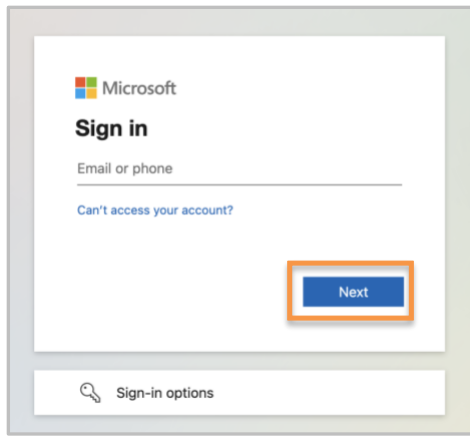 Microsoft
Sign in
Email or phone
Can't access your account?
Next
Sign-in options